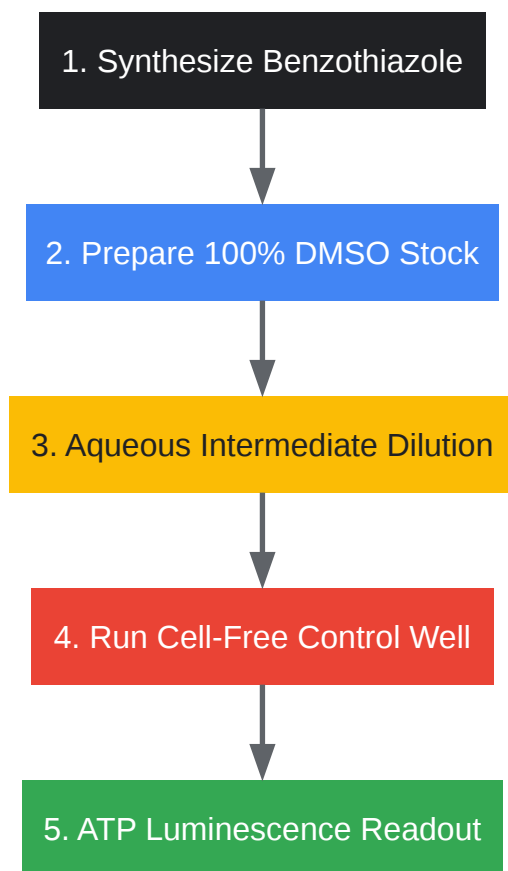 1. Synthesize Benzothiazole
2. Prepare 100% DMSO Stock
3. Aqueous Intermediate Dilution
4. Run Cell-Free Control Well
5. ATP Luminescence Readout